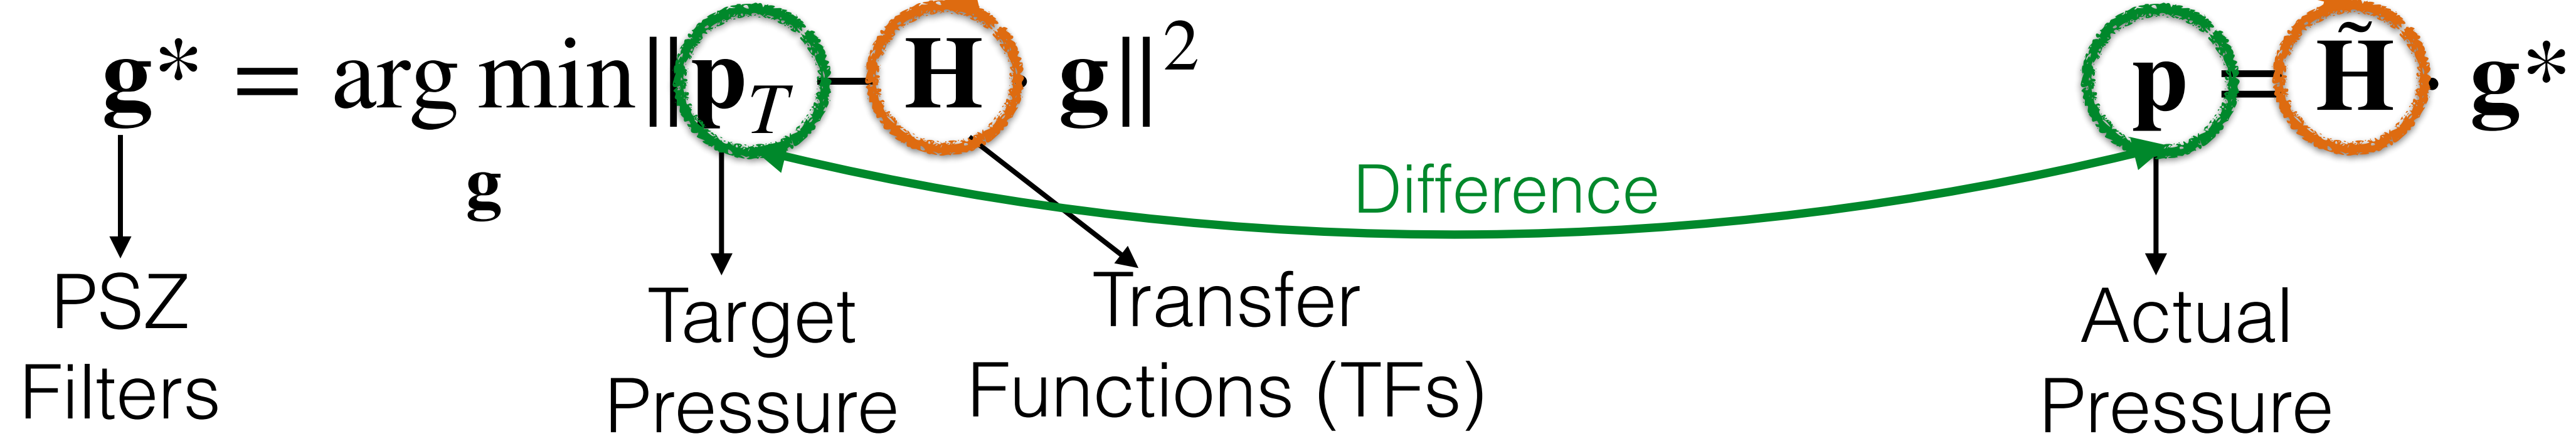 g* = arg min ||p_T − H · g||²
g
p = H̃ · g*
Difference
PSZ
Filters
Target
Pressure
Transfer
Functions (TFs)
Actual
Pressure